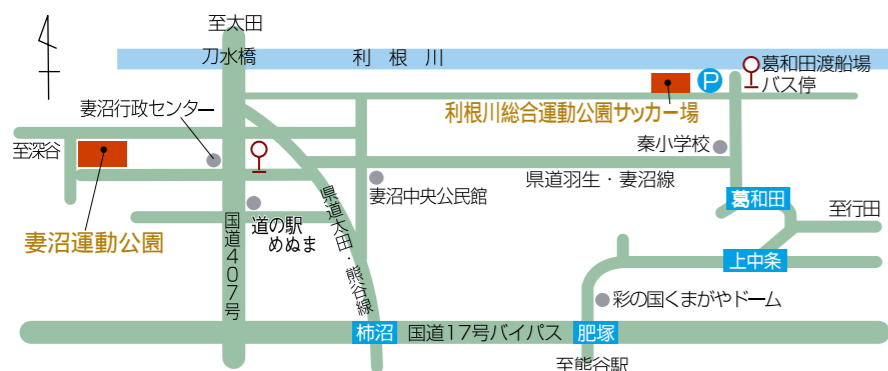 至太田
刀水橋
利根川
葛和田渡船場
バス停
P
妻沼行政センター
利根川総合運動公園サッカー場
至深谷
秦小学校
妻沼中央公民館
県道羽生・妻沼線
葛和田
至行田
妻沼運動公園
道の駅
めぬま
国道407号
県道太田・熊谷線
上中条
彩の国くまがやドーム
柿沼
国道17号バイパス
肥塚
至熊谷駅